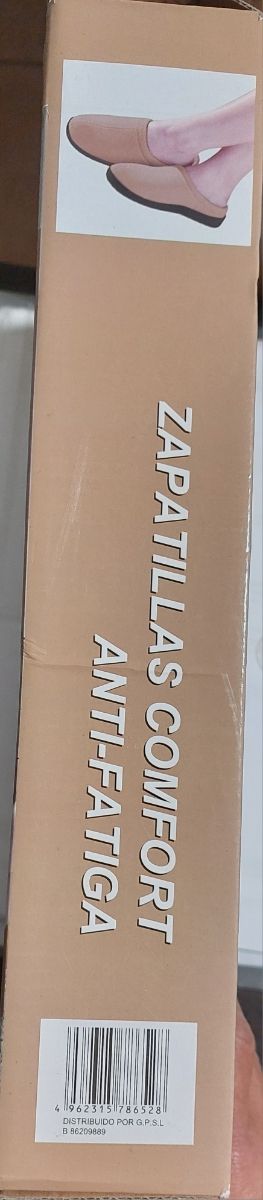 ZAPATILLAS COMFORT
ANTI-FATIGA
4 962315 786528
DISTRIBUIDO POR G.P.S.L
B 86209889